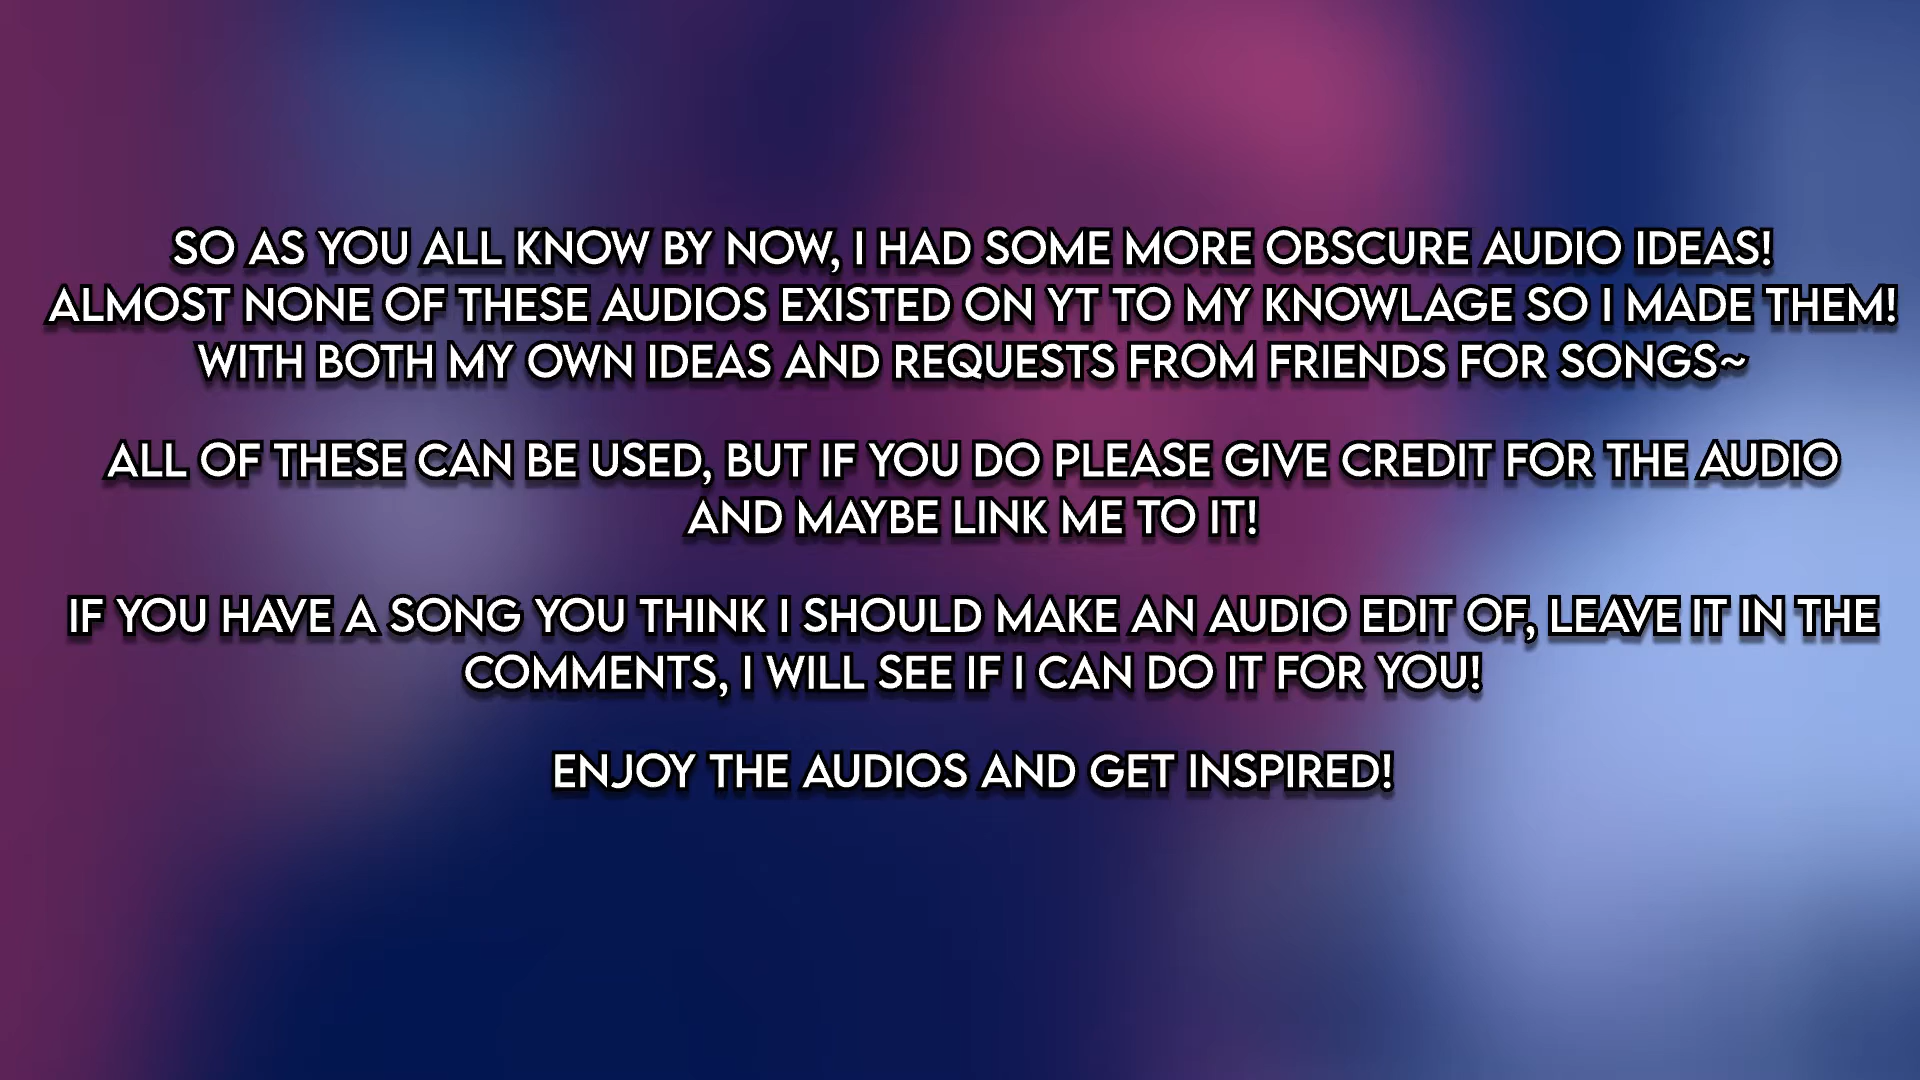 SO AS YOU ALL KNOW BY NOW, I HAD SOME MORE OBSCURE AUDIO IDEAS!
ALMOST NONE OF THESE AUDIOS EXISTED ON YT TO MY KNOWLAGE SO I MADE THEM!
WITH BOTH MY OWN IDEAS AND REQUESTS FROM FRIENDS FOR SONGS~
ALL OF THESE CAN BE USED, BUT IF YOU DO PLEASE GIVE CREDIT FOR THE AUDIO
AND MAYBE LINK ME TO IT!
IF YOU HAVE A SONG YOU THINK I SHOULD MAKE AN AUDIO EDIT OF, LEAVE IT IN THE
COMMENTS, I WILL SEE IF I CAN DO IT FOR YOU!
ENJOY THE AUDIOS AND GET INSPIRED!